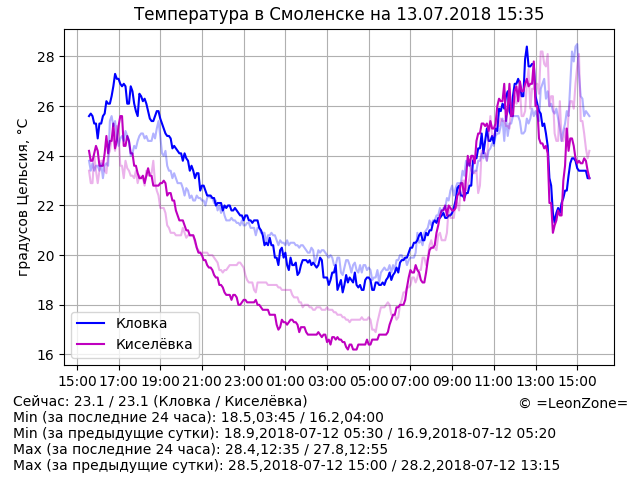 Температура в Смоленске на 13.07.2018 15:35
градусов Цельсия, °C
28
26
24
22
20
18
16
Кловка
Киселёвка
15:00 17:00 19:00 21:00 23:00 01:00 03:00 05:00 07:00 09:00 11:00 13:00 15:00
Сейчас: 23.1 / 23.1 (Кловка / Киселёвка)
© =LeonZone=
Min (за последние 24 часа): 18.5,03:45 / 16.2,04:00
Min (за предыдущие сутки): 18.9,2018-07-12 05:30 / 16.9,2018-07-12 05:20
Max (за последние 24 часа): 28.4,12:35 / 27.8,12:55
Max (за предыдущие сутки): 28.5,2018-07-12 15:00 / 28.2,2018-07-12 13:15